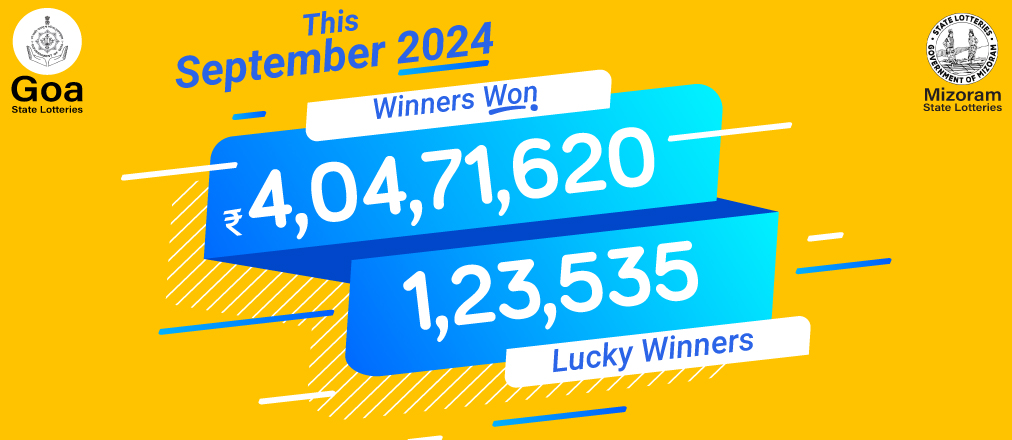 This
September 2024
Winners Won
₹4,04,71,620
1,23,535
Lucky Winners
Goa
State Lotteries
STATE LOTTERIES
GOVERNMENT OF MIZORAM
Mizoram
State Lotteries